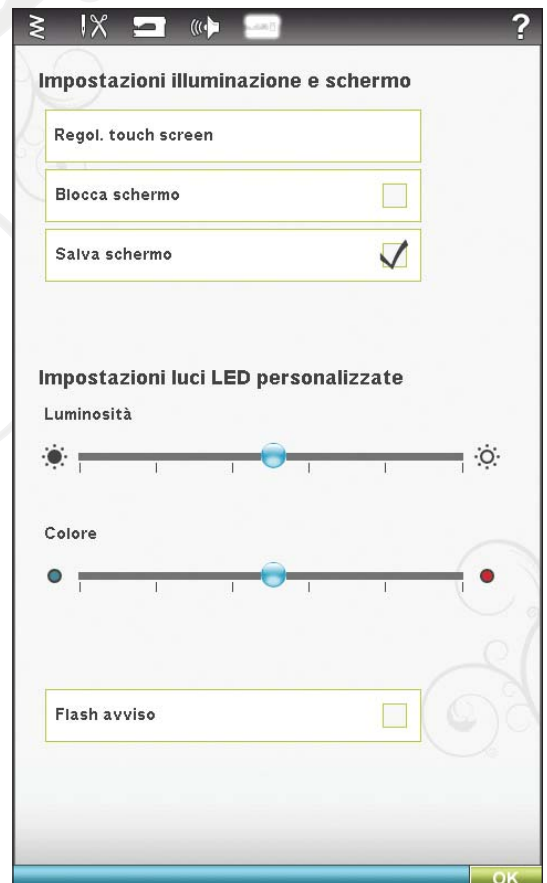 ?
Impostazioni illuminazione e schermo
Regol. touch screen
Blocca schermo
Salva schermo
Impostazioni luci LED personalizzate
Luminosità
Colore
Flash avviso
OK